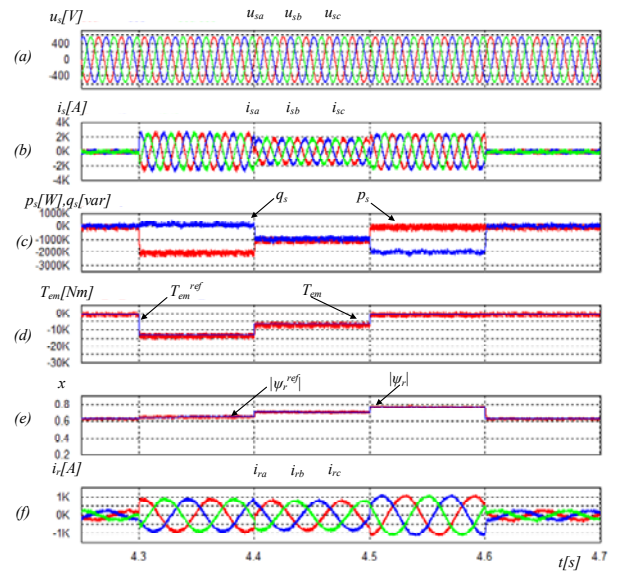 u_s[V] u_sa u_sb u_sc
(a) 400 0 -400
i_s[A] i_sa i_sb i_sc
(b) 4K 2K 0 -2K -4K
p_s[W],q_s[var] q_s p_s
(c) 1000K 0K -1000K -2000K -3000K
T_em[Nm] T_em^ref T_em
(d) 0K -10K -20K -30K
x |ψ_r^ref| |ψ_r|
(e) 0.8 0.6 0.4 0.2
i_r[A] i_ra i_rb i_rc
(f) 1K 0K -1K
4.3 4.4 4.5 4.6 4.7
t[s]